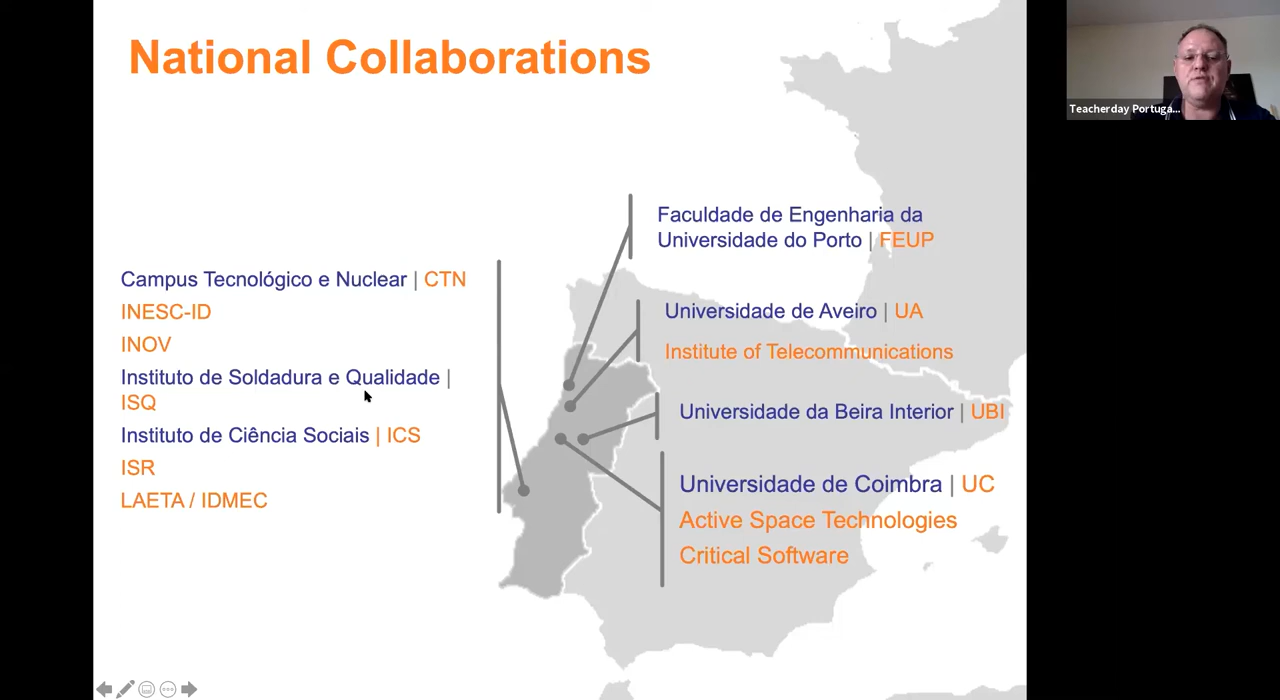 National Collaborations
Teacherday Portuga...
Faculdade de Engenharia da
Universidade do Porto | FEUP
Campus Tecnológico e Nuclear | CTN
INESC-ID
INOV
Instituto de Soldadura e Qualidade |
ISQ
Instituto de Ciência Sociais | ICS
ISR
LAETA / IDMEC
Universidade de Aveiro | UA
Institute of Telecommunications
Universidade da Beira Interior | UBI
Universidade de Coimbra | UC
Active Space Technologies
Critical Software